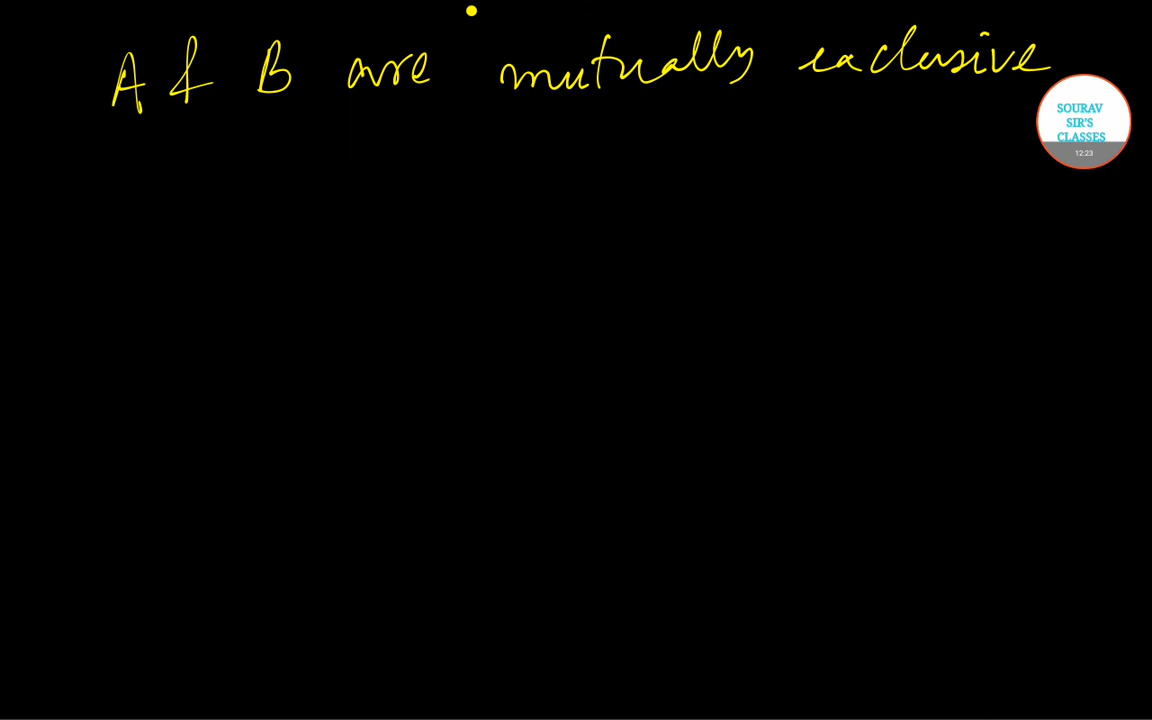 A & B are mutually exclusive
SOURAV
SIR'S
CLASSES
12:23